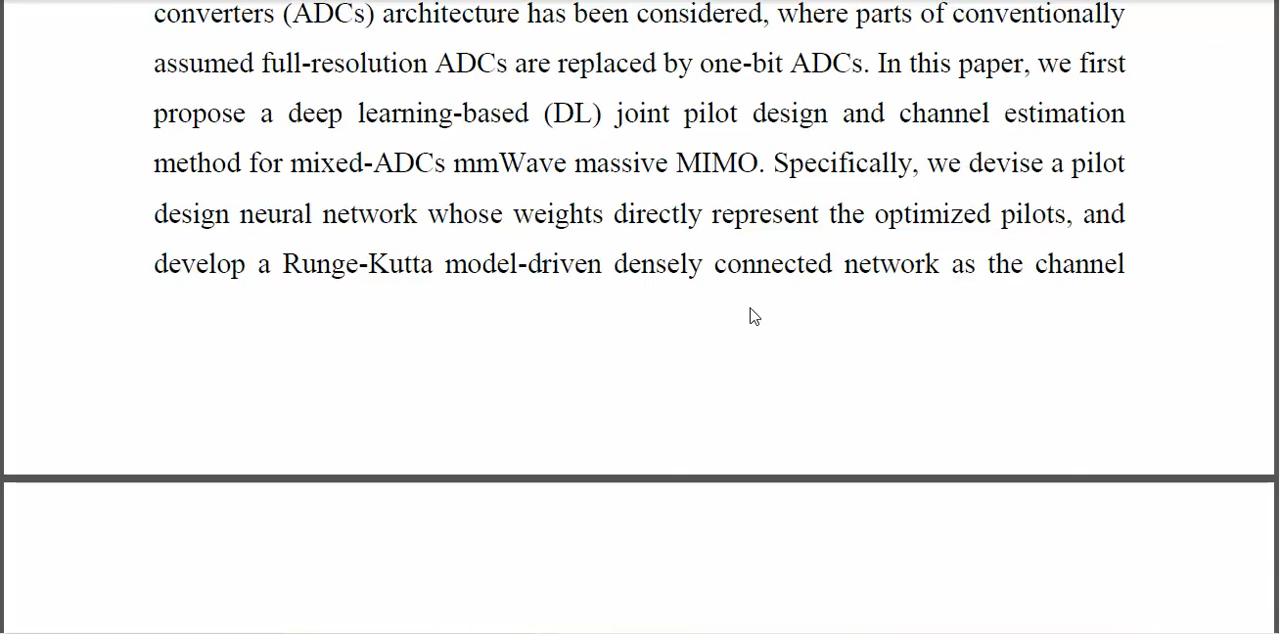 converters (ADCs) architecture has been considered, where parts of conventionally
assumed full-resolution ADCs are replaced by one-bit ADCs. In this paper, we first
propose a deep learning-based (DL) joint pilot design and channel estimation
method for mixed-ADCs mmWave massive MIMO. Specifically, we devise a pilot
design neural network whose weights directly represent the optimized pilots, and
develop a Runge-Kutta model-driven densely connected network as the channel